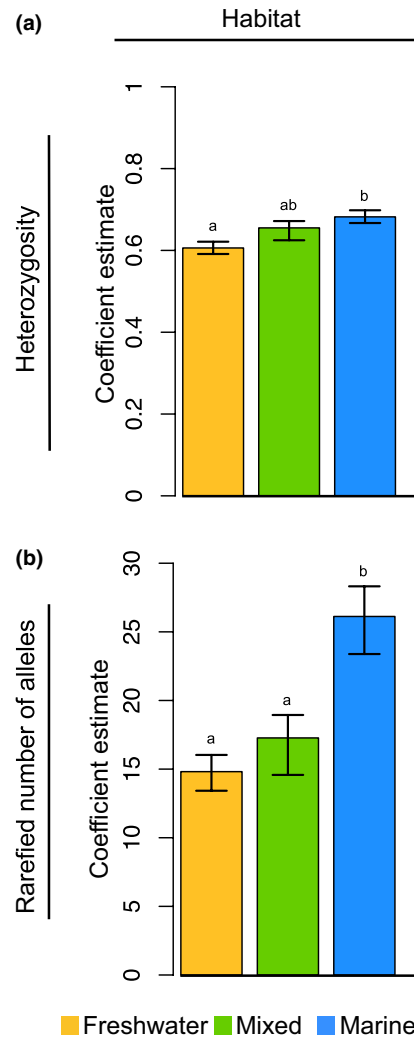 (a)
Habitat
Heterozygosity
Coefficient estimate
1
0.8
0.6
0.4
0.2
0
a
ab
b
(b)
Rarefied number of alleles
Coefficient estimate
30
25
20
15
10
5
0
a
a
b
Freshwater Mixed Marine